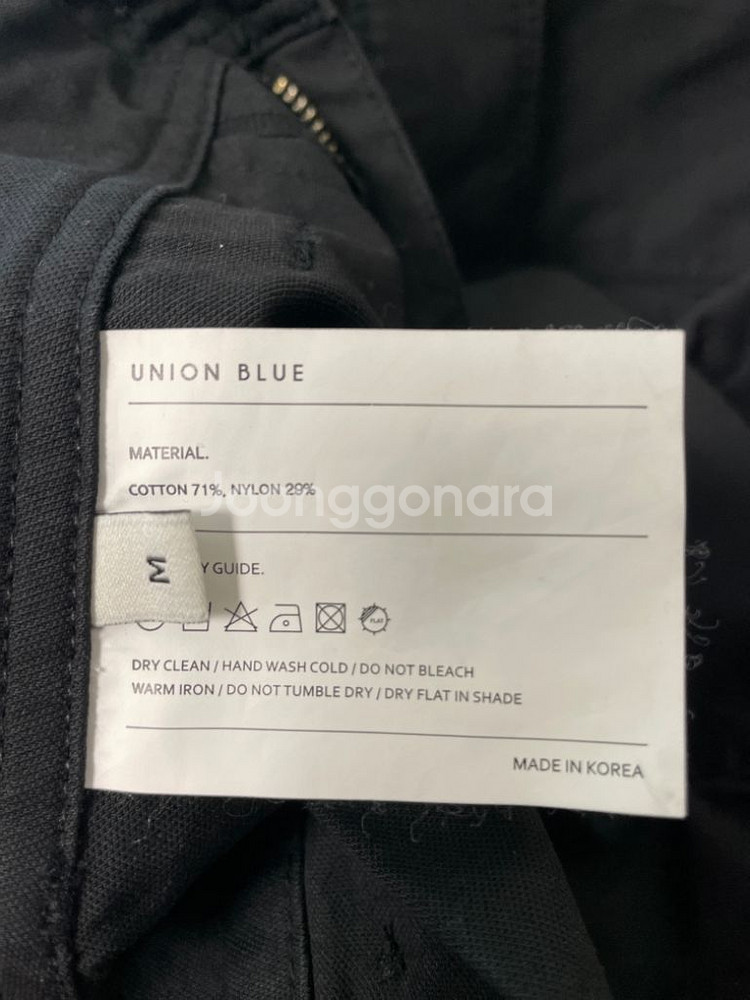 UNION BLUE
MATERIAL.
COTTON 71%, NYLON 29%
Joonggonara
M
Y GUIDE.
FLAT
DRY CLEAN / HAND WASH COLD / DO NOT BLEACH
WARM IRON / DO NOT TUMBLE DRY / DRY FLAT IN SHADE
MADE IN KOREA